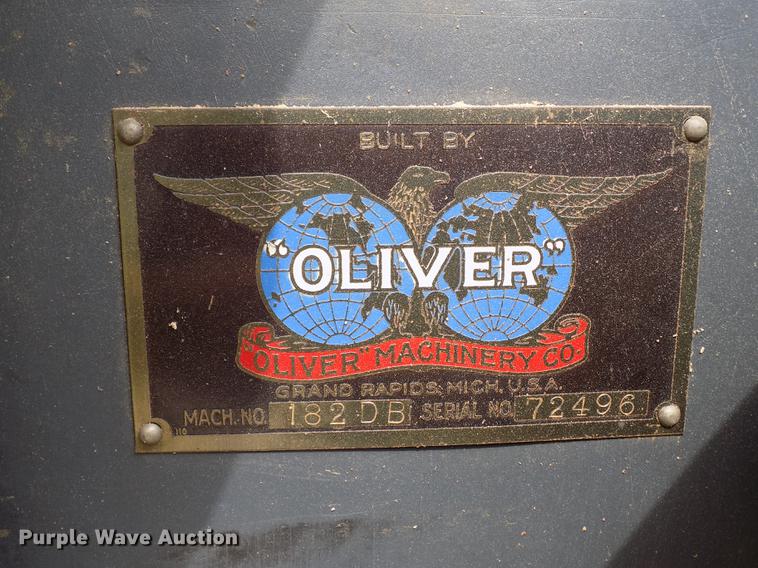 BUILT BY
"OLIVER"
"OLIVER" MACHINERY CO.
GRAND RAPIDS, MICH. U.S.A.
MACH. NO. 182 DB SERIAL NO. 72496
110
Purple Wave Auction